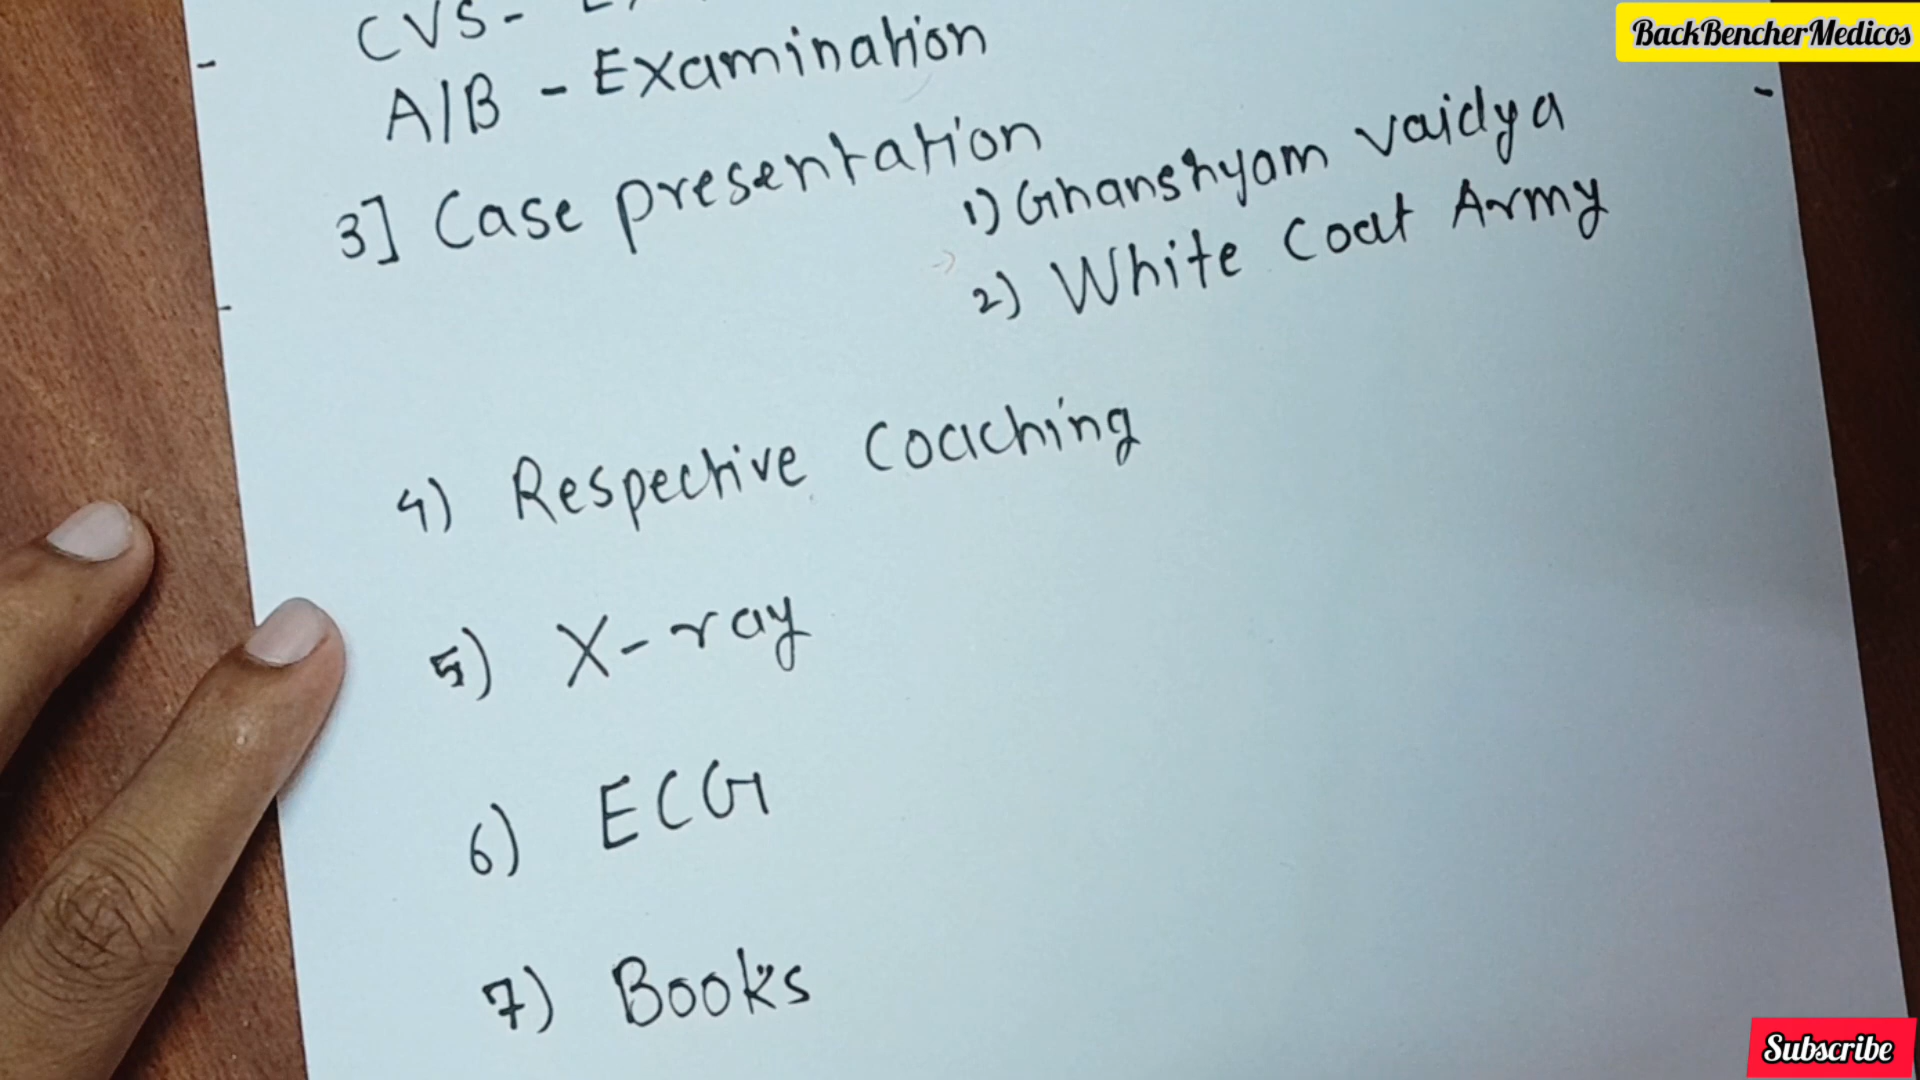 CVS -
A/B - Examination
3] Case presentation
1) Ghanshyam vaidya
2) White Coat Army
4) Respective Coaching
5) X-ray
6) ECG
7) Books
BackBencherMedicos
Subscribe